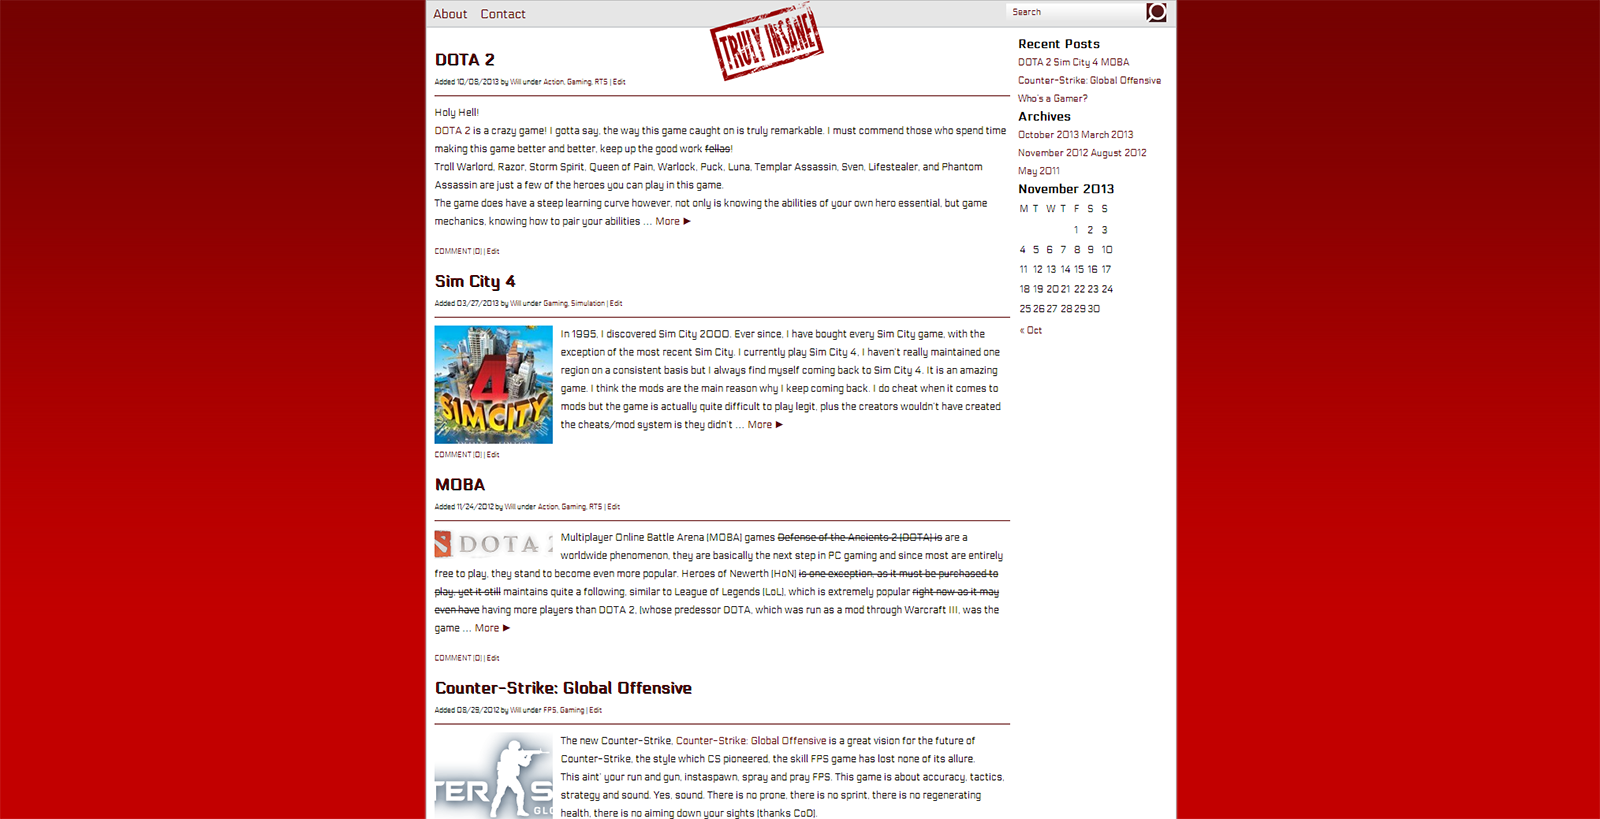 About Contact
TRULY INSANE
Search
DOTA 2
Added 10/08/2013 by Will under Action, Gaming, RTS | Edit
Holy Hell!
DOTA 2 is a crazy game! I gotta say, the way this game caught on is truly remarkable. I must commend those who spend time
making this game better and better, keep up the good work fellas!
Troll Warlord, Razor, Storm Spirit, Queen of Pain, Warlock, Puck, Luna, Templar Assassin, Sven, Lifestealer, and Phantom
Assassin are just a few of the heroes you can play in this game.
The game does have a steep learning curve however, not only is knowing the abilities of your own hero essential, but game
mechanics, knowing how to pair your abilities ... More ►
COMMENT (0) | Edit
Sim City 4
Added 03/27/2013 by Will under Gaming, Simulation | Edit
4
SIMCITY
In 1995, I discovered Sim City 2000. Ever since, I have bought every Sim City game, with the
exception of the most recent Sim City. I currently play Sim City 4, I haven't really maintained one
region on a consistent basis but I always find myself coming back to Sim City 4. It is an amazing
game. I think the mods are the main reason why I keep coming back. I do cheat when it comes to
mods but the game is actually quite difficult to play legit, plus the creators wouldn't have created
the cheats/mod system is they didn't ... More ►
COMMENT (0) | Edit
MOBA
Added 11/24/2012 by Will under Action, Gaming, RTS | Edit
DOTA 2
Multiplayer Online Battle Arena (MOBA) games Defense of the Ancients 2 (DOTA) is are a
worldwide phenomenon, they are basically the next step in PC gaming and since most are entirely
free to play, they stand to become even more popular. Heroes of Newerth (HoN) is one exception, as it must be purchased to
play, yet it still maintains quite a following, similar to League of Legends (LoL), which is extremely popular right now as it may
even have having more players than DOTA 2, (whose predessor DOTA, which was run as a mod through Warcraft III, was the
game ... More ►
COMMENT (0) | Edit
Counter-Strike: Global Offensive
Added 08/29/2012 by Will under FPS, Gaming | Edit
TER S
GLO
The new Counter-Strike, Counter-Strike: Global Offensive is a great vision for the future of
Counter-Strike, the style which CS pioneered, the skill FPS game has lost none of its allure.
This aint' your run and gun, instaspawn, spray and pray FPS. This game is about accuracy, tactics,
strategy and sound. Yes, sound. There is no prone, there is no sprint, there is no regenerating
health, there is no aiming down your sights (thanks CoD).
Recent Posts
DOTA 2 Sim City 4 MOBA
Counter-Strike: Global Offensive
Who's a Gamer?
Archives
October 2013 March 2013
November 2012 August 2012
May 2011
November 2013
M T W T F S S
1 2 3
4 5 6 7 8 9 10
11 12 13 14 15 16 17
18 19 20 21 22 23 24
25 26 27 28 29 30
« Oct